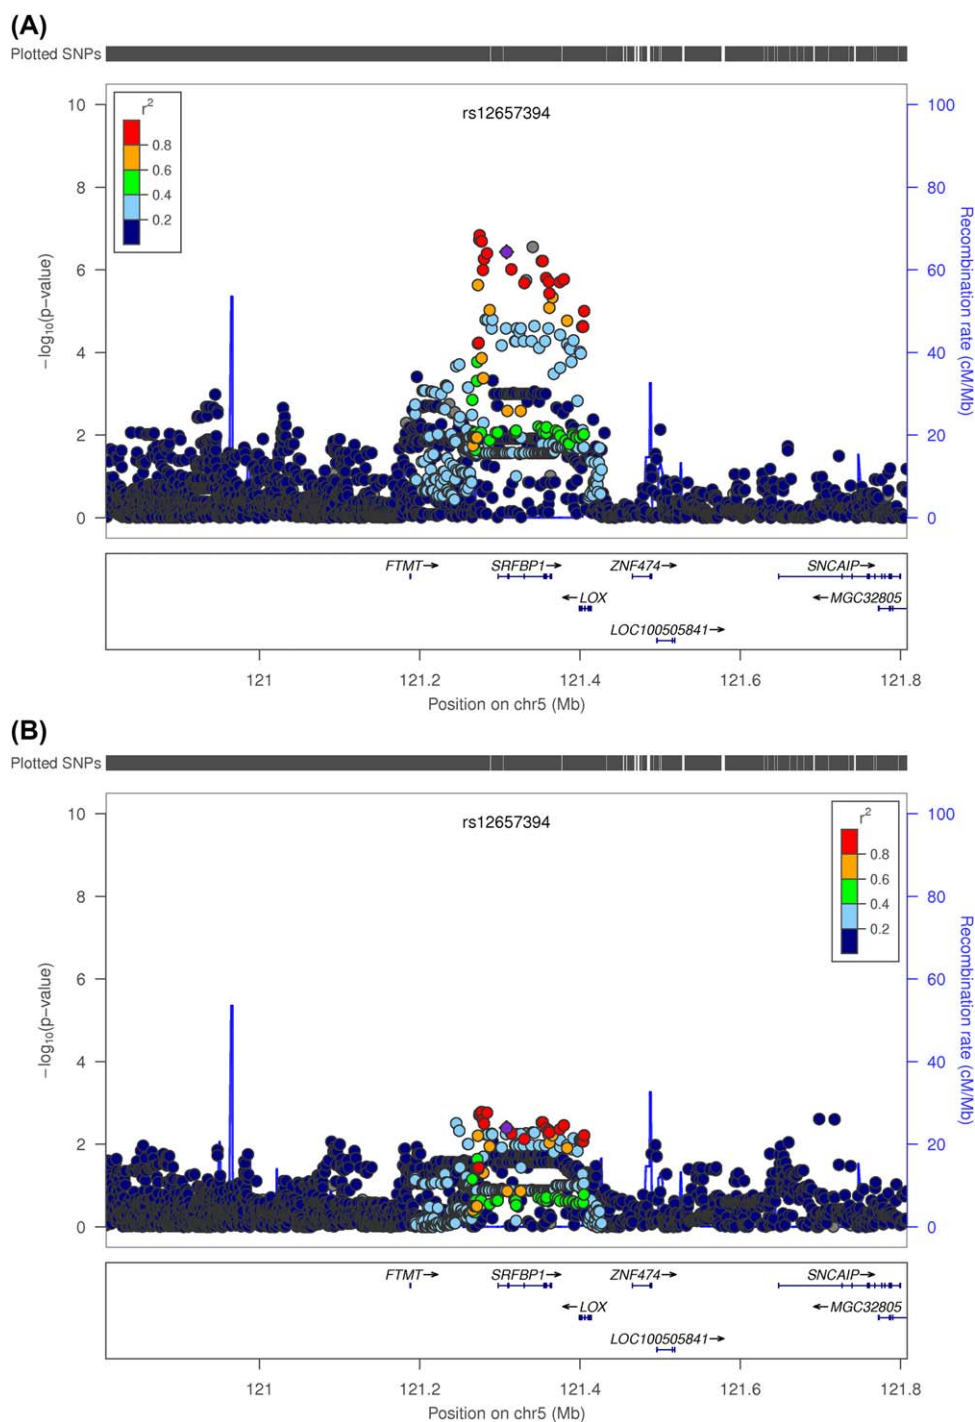 (A)
Plotted SNPs
rs12657394
r²
0.8
0.6
0.4
0.2
10
8
6
4
2
0
−log₁₀(p−value)
100
80
60
40
20
0
Recombination rate (cM/Mb)
FTMT→
SRFBP1→
ZNF474→
SNCAIP→
←LOX
←MGC32805
LOC100505841→
121
121.2
121.4
121.6
121.8
Position on chr5 (Mb)
(B)
Plotted SNPs
rs12657394
r²
0.8
0.6
0.4
0.2
10
8
6
4
2
0
−log₁₀(p−value)
100
80
60
40
20
0
Recombination rate (cM/Mb)
FTMT→
SRFBP1→
ZNF474→
SNCAIP→
←LOX
←MGC32805
LOC100505841→
121
121.2
121.4
121.6
121.8
Position on chr5 (Mb)